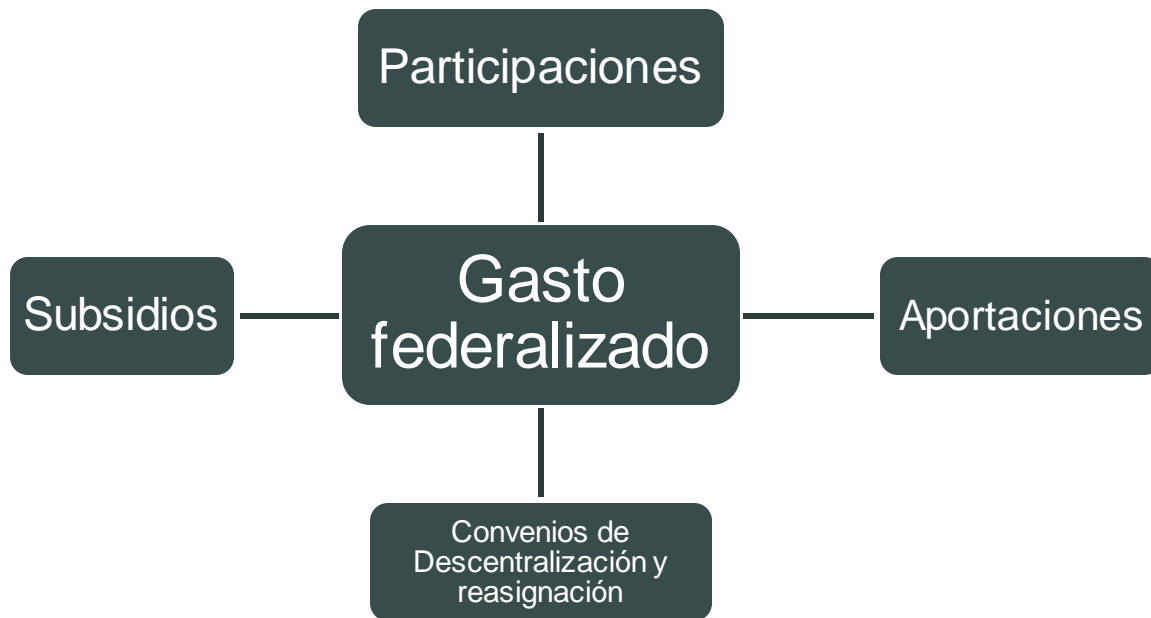 Participaciones
Subsidios
Gasto
federalizado
Aportaciones
Convenios de
Descentralización y
reasignación